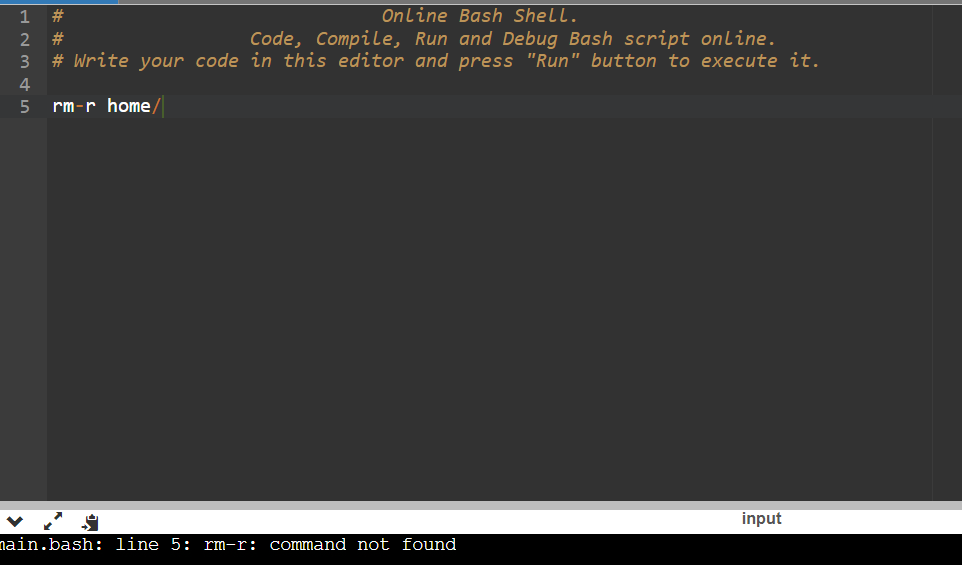 1 # Online Bash Shell.
2 # Code, Compile, Run and Debug Bash script online.
3 # Write your code in this editor and press "Run" button to execute it.
4
5 rm-r home/
input
main.bash: line 5: rm-r: command not found